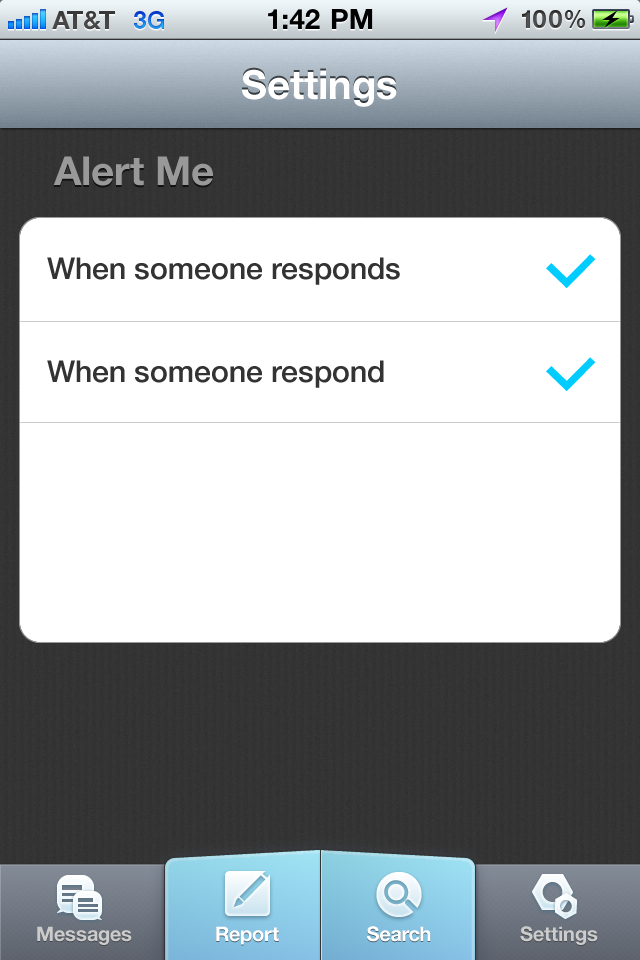 AT&T 3G 1:42 PM 100%
Settings
Alert Me
When someone responds
When someone respond
Messages Report Search Settings